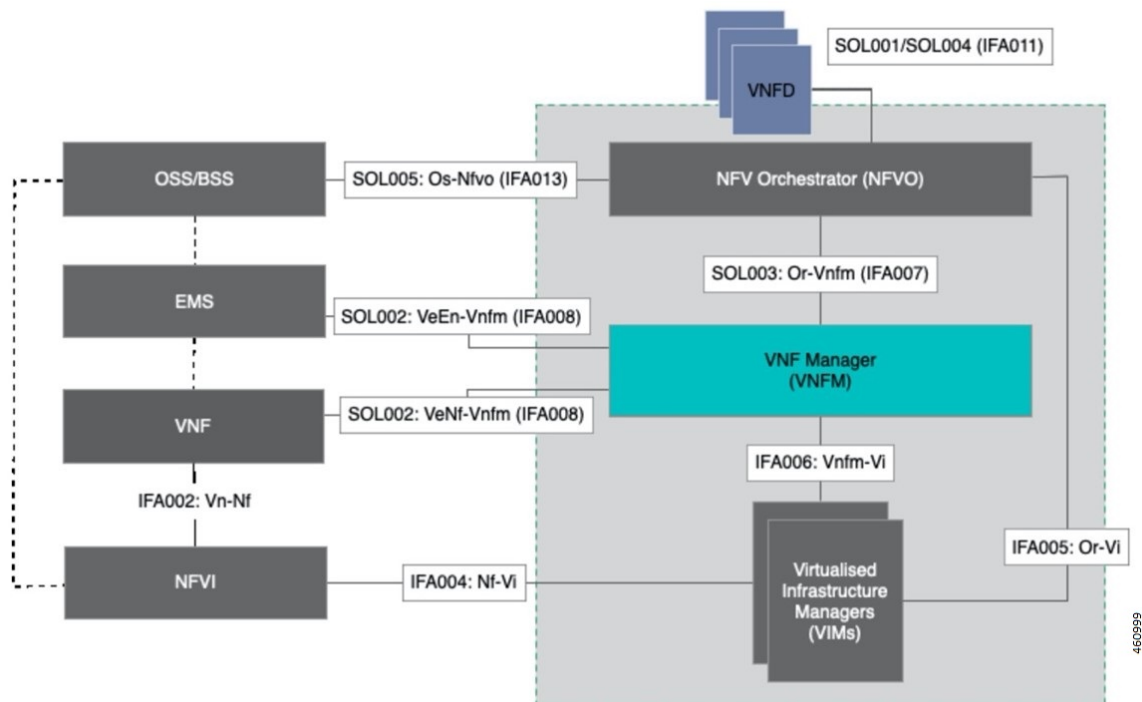 SOL001/SOL004 (IFA011)
VNFD
OSS/BSS
SOL005: Os-Nfvo (IFA013)
NFV Orchestrator (NFVO)
SOL003: Or-Vnfm (IFA007)
EMS
SOL002: VeEn-Vnfm (IFA008)
VNF Manager
(VNFM)
VNF
SOL002: VeNf-Vnfm (IFA008)
IFA006: Vnfm-Vi
IFA002: Vn-Nf
IFA005: Or-Vi
NFVI
IFA004: Nf-Vi
Virtualised
Infrastructure
Managers
(VIMs)
460999